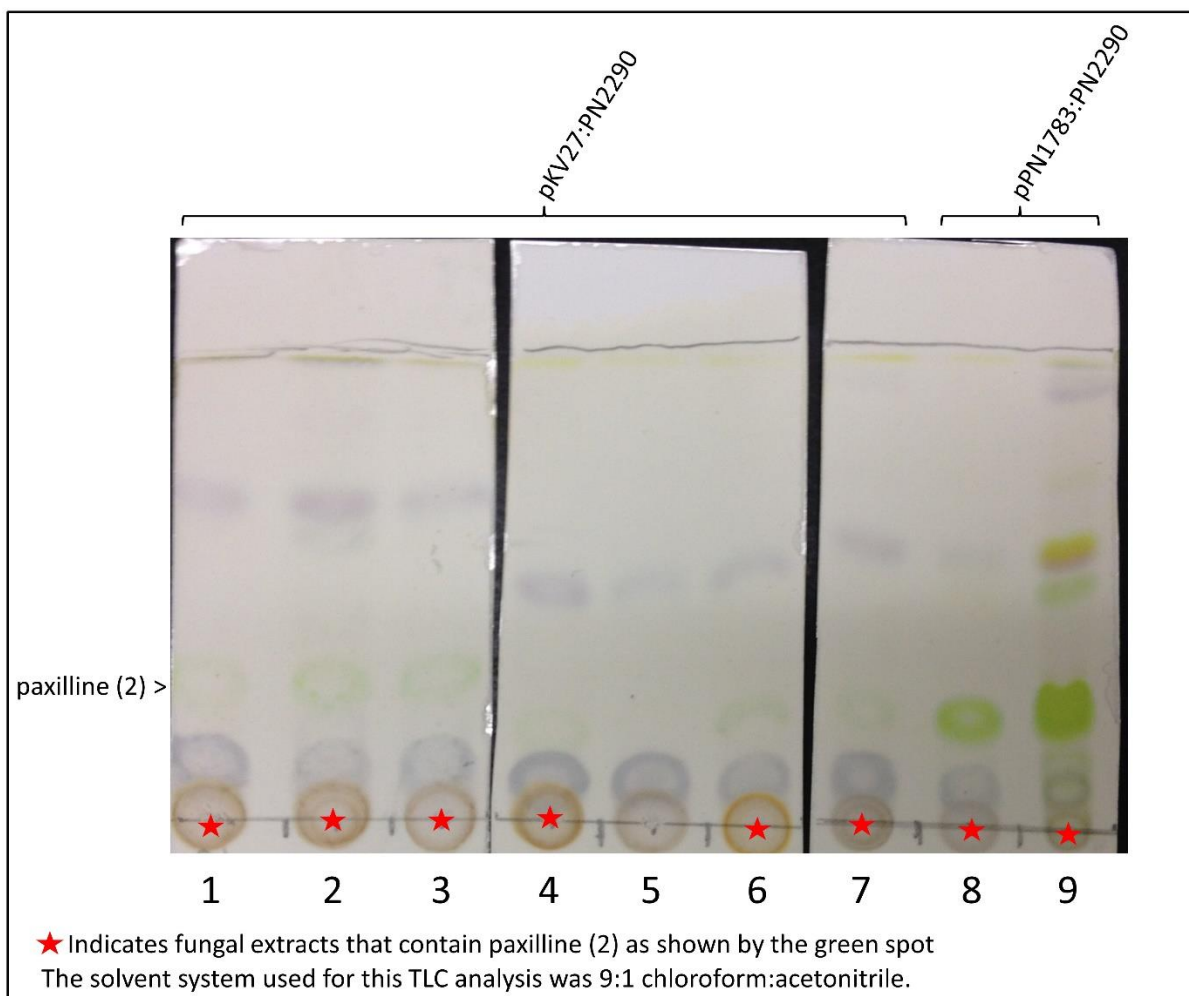 pKV27:PN2290
pPN1783:PN2290
paxilline (2) >
1 2 3 4 5 6 7 8 9
★ Indicates fungal extracts that contain paxilline (2) as shown by the green spot
The solvent system used for this TLC analysis was 9:1 chloroform:acetonitrile.